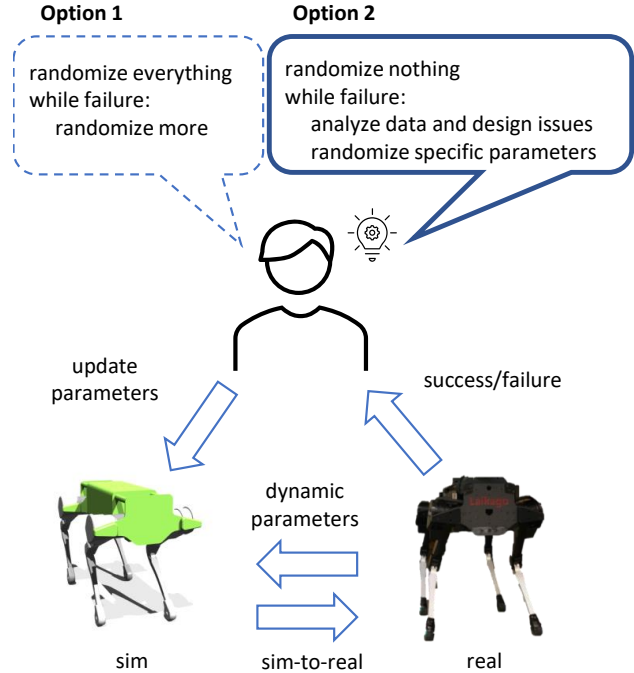 Option 1
Option 2
randomize everything
while failure:
randomize more
randomize nothing
while failure:
analyze data and design issues
randomize specific parameters
update
parameters
success/failure
dynamic
parameters
sim
sim-to-real
real